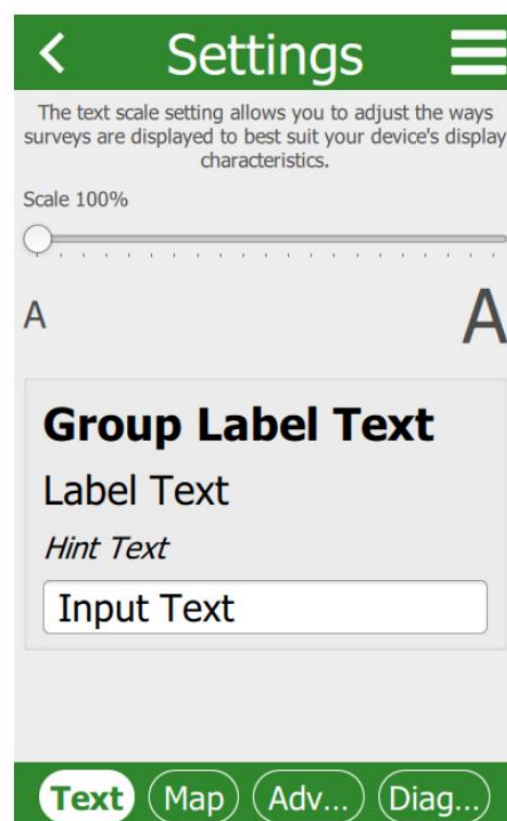 Settings
The text scale setting allows you to adjust the ways
surveys are displayed to best suit your device's display
characteristics.
Scale 100%
A A
Group Label Text
Label Text
Hint Text
Input Text
Text Map Adv... Diag...